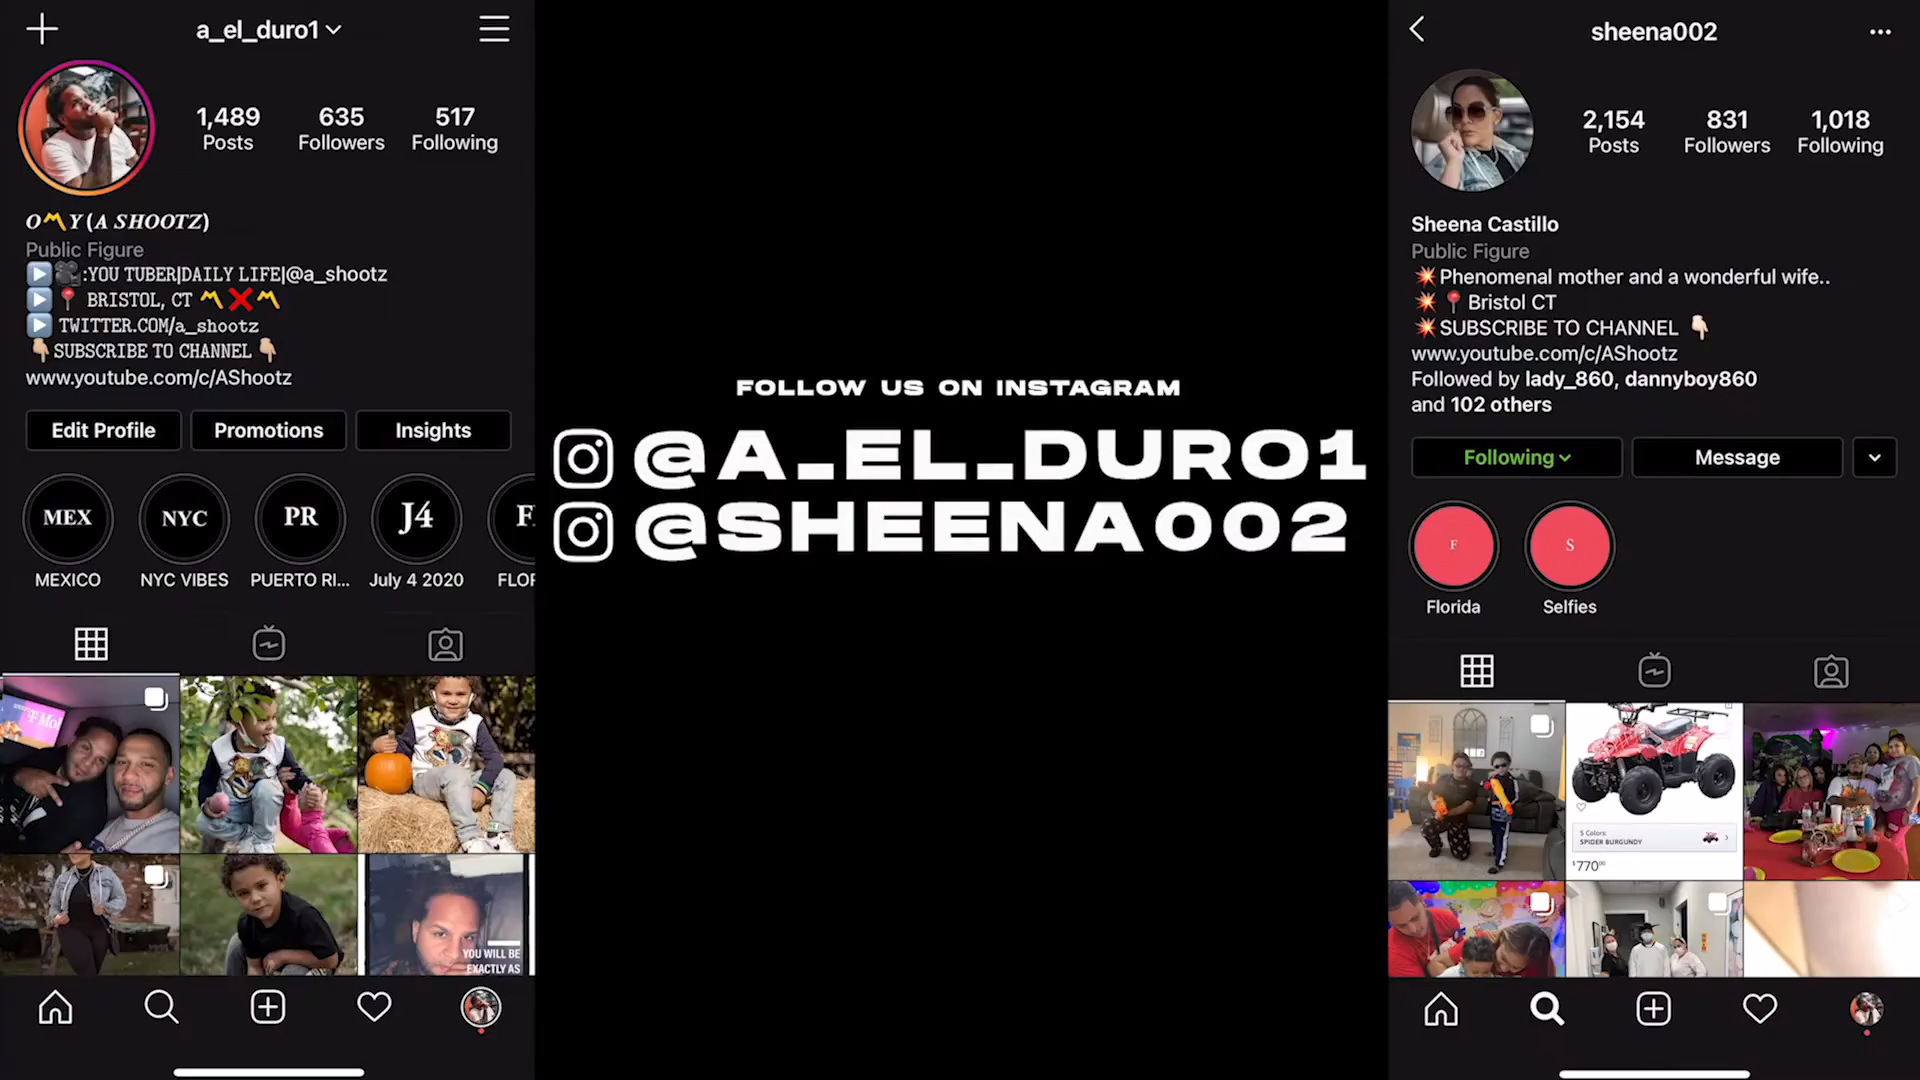 a_el_duro1
1,489 635 517
Posts Followers Following
O〽️Y (A SHOOTZ)
Public Figure
▶️🎥:YOU TUBER|DAILY LIFE|@a_shootz
▶️📍 BRISTOL, CT 〽️❌〽️
▶️ TWITTER.COM/a_shootz
👇🏼SUBSCRIBE TO CHANNEL👇🏼
www.youtube.com/c/AShootz
Edit Profile Promotions Insights
MEX NYC PR J4
MEXICO NYC VIBES PUERTO RI... July 4 2020 FLOR
YOU WILL BE
EXACTLY AS
FOLLOW US ON INSTAGRAM
@A_EL_DURO1
@SHEENA002
sheena002
2,154 831 1,018
Posts Followers Following
Sheena Castillo
Public Figure
💥Phenomenal mother and a wonderful wife..
💥📍Bristol CT
💥SUBSCRIBE TO CHANNEL 👇🏻
www.youtube.com/c/AShootz
Followed by lady_860, dannyboy860
and 102 others
Following Message
F S
Florida Selfies
5 Colors:
SPIDER BURGUNDY
$770.00